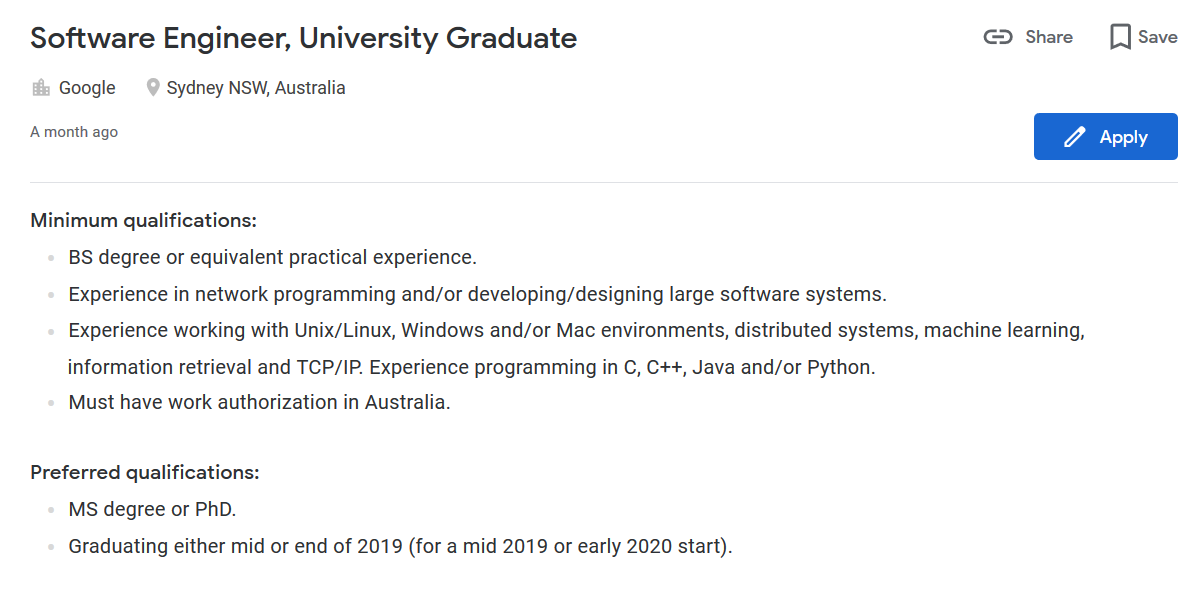 Software Engineer, University Graduate
Share
Save
Google
Sydney NSW, Australia
A month ago
Apply
Minimum qualifications:
BS degree or equivalent practical experience.
Experience in network programming and/or developing/designing large software systems.
Experience working with Unix/Linux, Windows and/or Mac environments, distributed systems, machine learning,
information retrieval and TCP/IP. Experience programming in C, C++, Java and/or Python.
Must have work authorization in Australia.
Preferred qualifications:
MS degree or PhD.
Graduating either mid or end of 2019 (for a mid 2019 or early 2020 start).